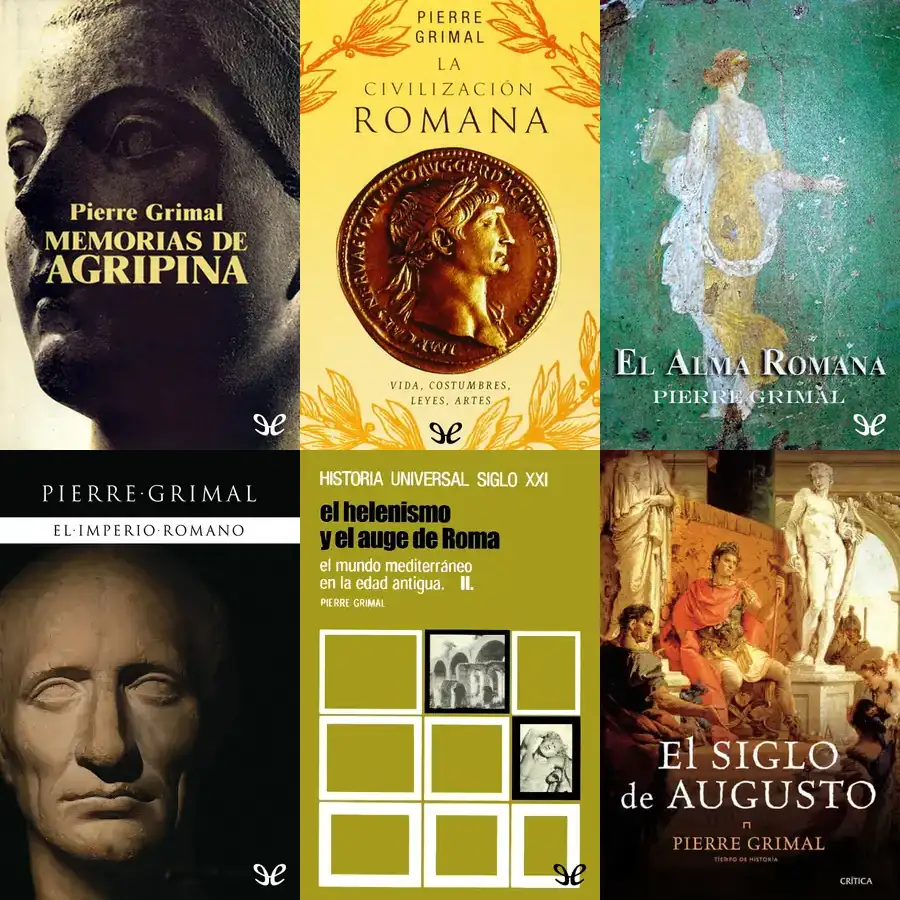 Pierre Grimal
MEMORIAS DE
AGRIPINA
PIERRE
GRIMAL
LA
CIVILIZACIÓN
ROMANA
VIDA, COSTUMBRES,
LEYES, ARTES
EL ALMA ROMANA
PIERRE GRIMAL
PIERRE·GRIMAL
EL·IMPERIO·ROMANO
HISTORIA UNIVERSAL SIGLO XXI
el helenismo
y el auge de Roma
el mundo mediterráneo
en la edad antigua. II.
PIERRE GRIMAL
El SIGLO
de AUGUSTO
PIERRE GRIMAL
TIEMPO DE HISTORIA
CRÍTICA